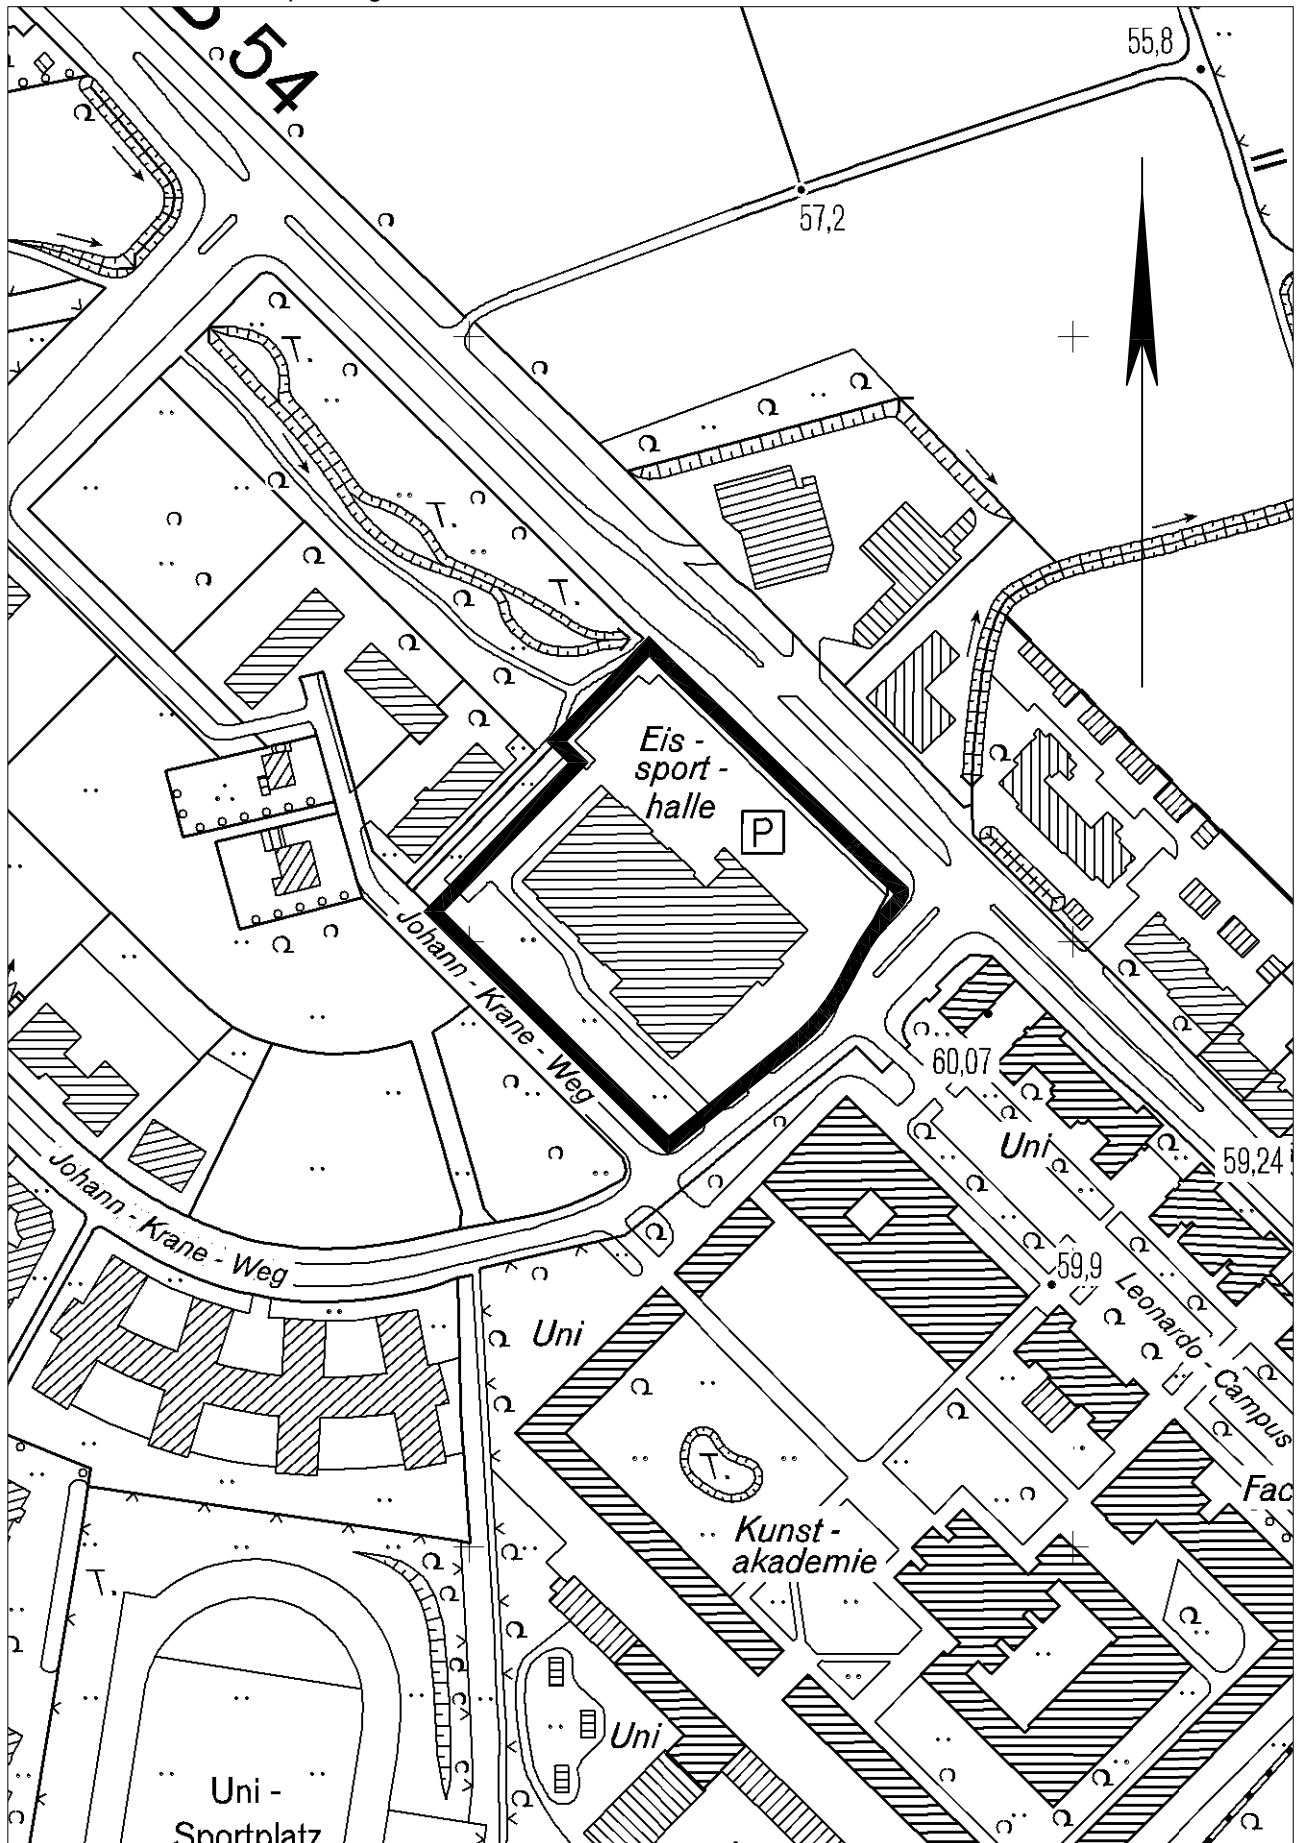 B 54
55,8
57,2
T.
T.
T.
Eis -
sport -
halle
P
Johann - Krane - Weg
60,07
Uni
59,24
Johann - Krane - Weg
59,9
Leonardo - Campus
Uni
T.
Fac
Kunst -
akademie
T.
Uni
Uni -
Sportplatz